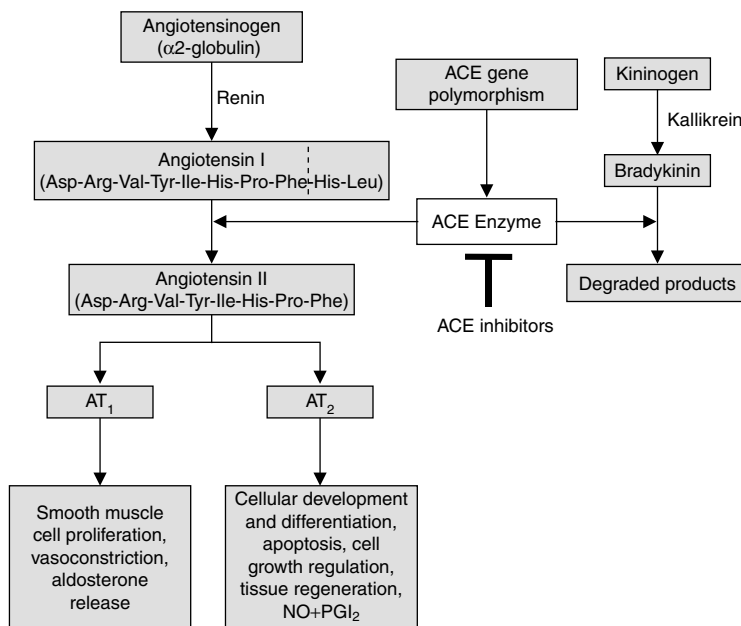 Angiotensinogen
(α2-globulin)
Renin
Angiotensin I
(Asp-Arg-Val-Tyr-Ile-His-Pro-Phe-His-Leu)
Angiotensin II
(Asp-Arg-Val-Tyr-Ile-His-Pro-Phe)
AT1
AT2
Smooth muscle
cell proliferation,
vasoconstriction,
aldosterone
release
Cellular development
and differentiation,
apoptosis, cell
growth regulation,
tissue regeneration,
NO+PGI2
ACE gene
polymorphism
ACE Enzyme
ACE inhibitors
Kininogen
Kallikrein
Bradykinin
Degraded products